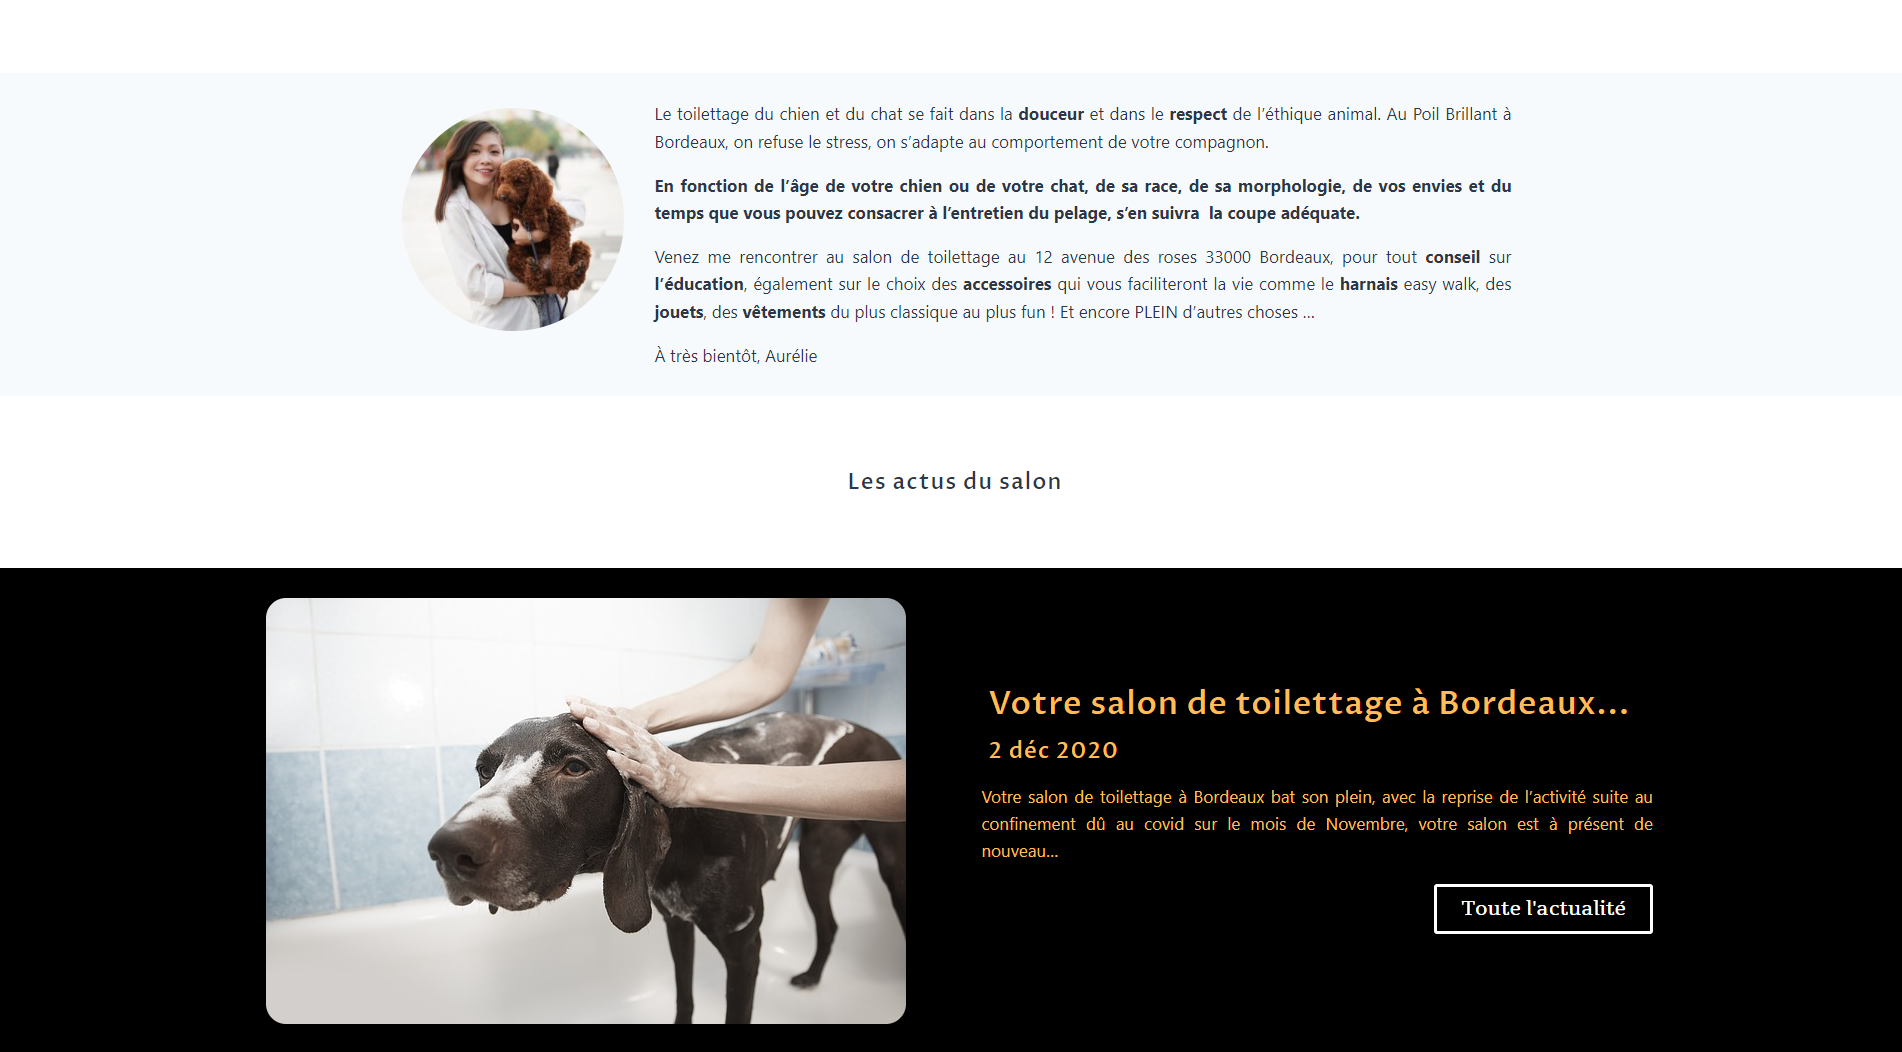 Le toilettage du chien et du chat se fait dans la douceur et dans le respect de l’éthique animal. Au Poil Brillant à
Bordeaux, on refuse le stress, on s’adapte au comportement de votre compagnon.
En fonction de l’âge de votre chien ou de votre chat, de sa race, de sa morphologie, de vos envies et du
temps que vous pouvez consacrer à l’entretien du pelage, s’en suivra  la coupe adéquate.
Venez me rencontrer au salon de toilettage au 12 avenue des roses 33000 Bordeaux, pour tout conseil sur
l’éducation, également sur le choix des accessoires qui vous faciliteront la vie comme le harnais easy walk, des
jouets, des vêtements du plus classique au plus fun ! Et encore PLEIN d’autres choses ...
À très bientôt, Aurélie
Les actus du salon
Votre salon de toilettage à Bordeaux...
2 déc 2020
Votre salon de toilettage à Bordeaux bat son plein, avec la reprise de l’activité suite au
confinement dû au covid sur le mois de Novembre, votre salon est à présent de
nouveau...
Toute l'actualité